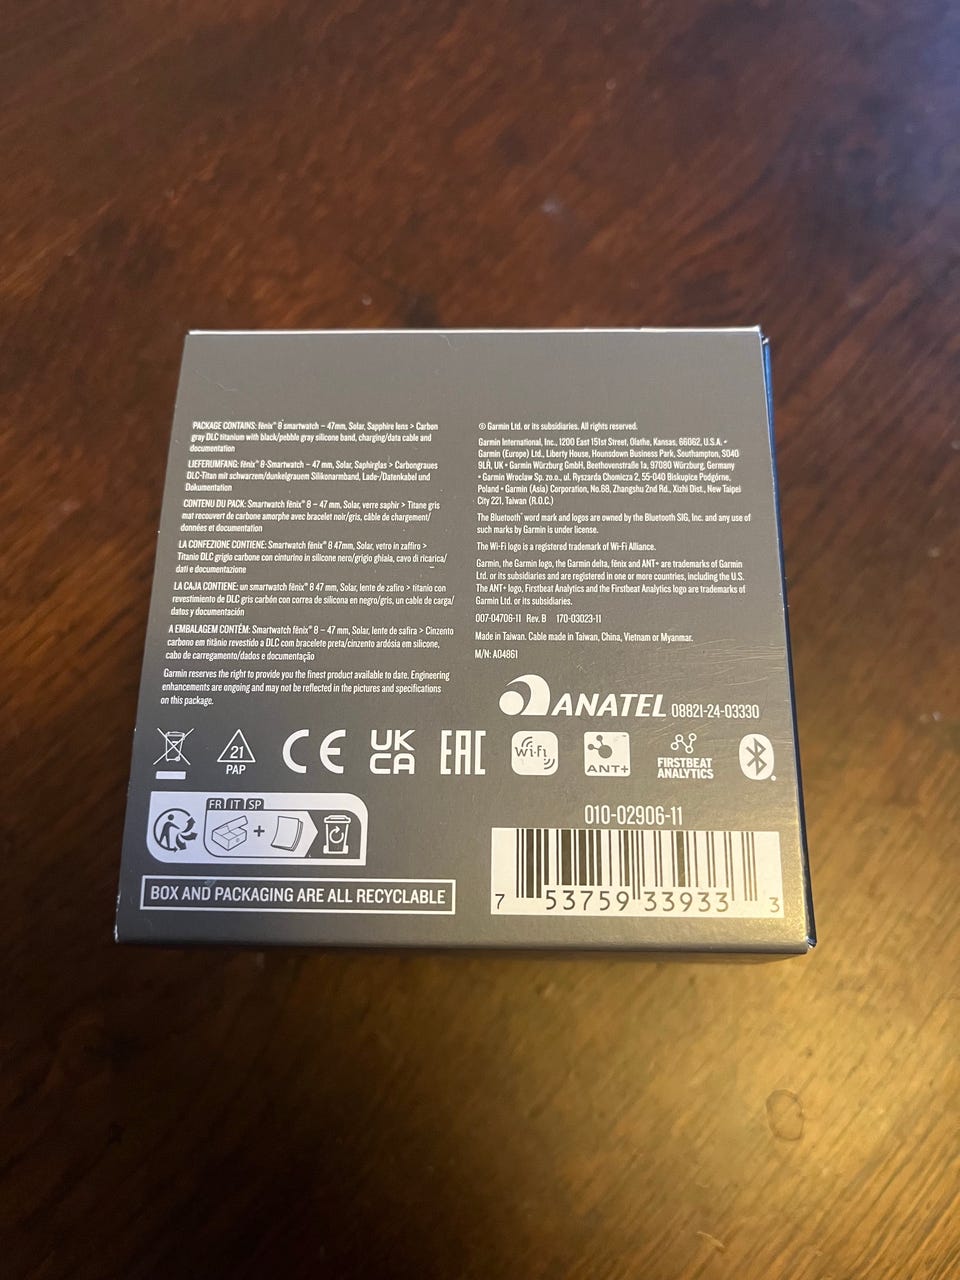 PACKAGE CONTAINS: fēnix® 8 smartwatch – 47mm, Solar, Sapphire lens > Carbon
gray DLC titanium with black/pebble gray silicone band, charging/data cable and
documentation
LIEFERUMFANG: fēnix® 8-Smartwatch – 47 mm, Solar, Saphirglas > Carbongraues
DLC-Titan mit schwarzem/dunkelgrauem Silikonarmband, Lade-/Datenkabel und
Dokumentation
CONTENU DU PACK: Smartwatch fēnix® 8 – 47 mm, Solar, verre saphir > Titane gris
mat recouvert de carbone amorphe avec bracelet noir/gris, câble de chargement/
données et documentation
LA CONFEZIONE CONTIENE: Smartwatch fēnix® 8 47mm, Solar, vetro in zaffiro >
Titanio DLC grigio carbone con cinturino in silicone nero/grigio ghiaia, cavo di ricarica/
dati e documentazione
LA CAJA CONTIENE: un smartwatch fēnix® 8 47 mm, Solar, lente de zafiro > titanio con
revestimiento de DLC gris carbón con correa de silicona en negro/gris, un cable de carga/
datos y documentación
A EMBALAGEM CONTÉM: Smartwatch fēnix® 8 – 47 mm, Solar, lente de safira > Cinzento
carbono em titânio revestido a DLC com bracelete preta/cinzento ardósia em silicone,
cabo de carregamento/dados e documentação
Garmin reserves the right to provide you the finest product available to date. Engineering
enhancements are ongoing and may not be reflected in the pictures and specifications
on this package.
© Garmin Ltd. or its subsidiaries. All rights reserved.
Garmin International, Inc., 1200 East 151st Street, Olathe, Kansas, 66062, U.S.A. •
Garmin (Europe) Ltd., Liberty House, Hounsdown Business Park, Southampton, SO40
9LR, UK • Garmin Würzburg GmbH, Beethovenstraße 1a, 97080 Würzburg, Germany
• Garmin Wrocław Sp. zo.o., ul. Ryszarda Chomicza 2, 55-040 Biskupice Podgórne,
Poland • Garmin (Asia) Corporation, No.68, Zhangshu 2nd Rd., Xizhi Dist., New Taipei
City 221, Taiwan (R.O.C.)
The Bluetooth® word mark and logos are owned by the Bluetooth SIG, Inc. and any use of
such marks by Garmin is under license.
The Wi-Fi logo is a registered trademark of Wi-Fi Alliance.
Garmin, the Garmin logo, the Garmin delta, fēnix and ANT+ are trademarks of Garmin
Ltd. or its subsidiaries and are registered in one or more countries, including the U.S.
The ANT+ logo, Firstbeat Analytics and the Firstbeat Analytics logo are trademarks of
Garmin Ltd. or its subsidiaries.
007-04706-11 Rev. B 170-03023-11
Made in Taiwan. Cable made in Taiwan, China, Vietnam or Myanmar.
M/N: A04861
ANATEL 08821-24-03330
21
PAP
CE
UK
CA
EAC
Wi-Fi
ANT+
FIRSTBEAT
ANALYTICS
FR IT SP
+
BOX AND PACKAGING ARE ALL RECYCLABLE
010-02906-11
7 53759 33933 3